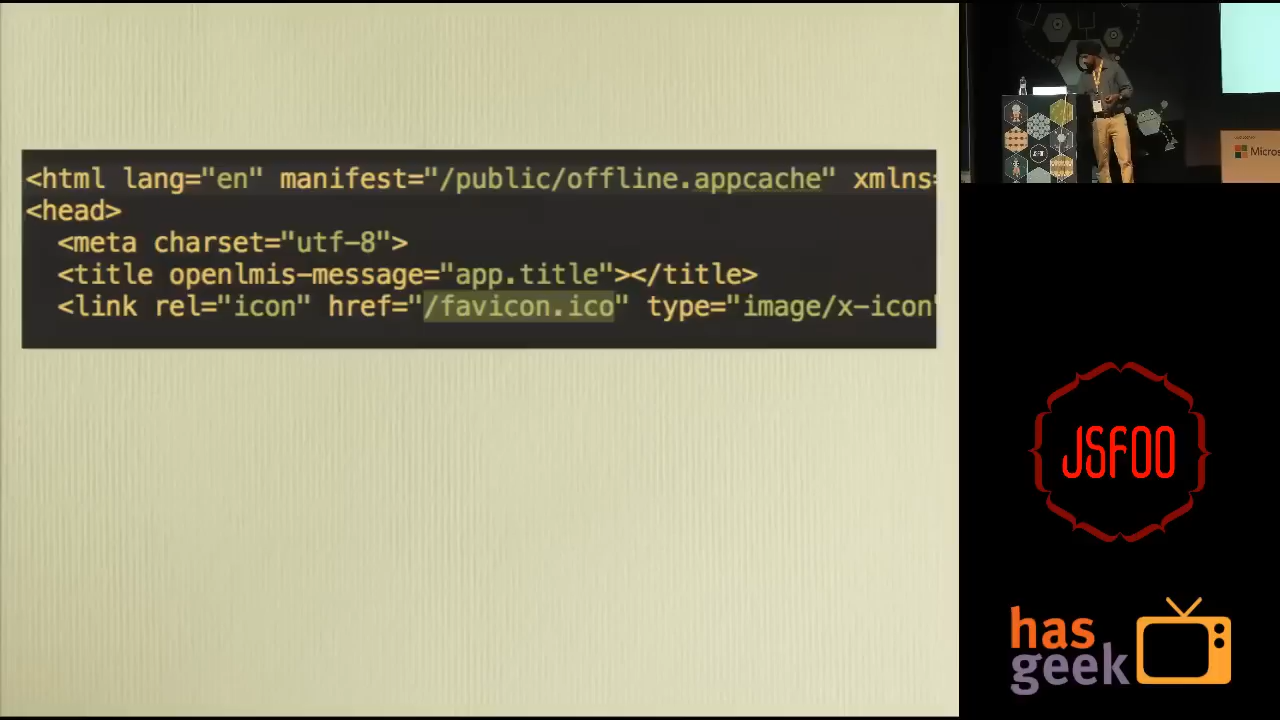 <html lang="en" manifest="/public/offline.appcache" xmlns=
<head>
<meta charset="utf-8">
<title openlmis-message="app.title"></title>
<link rel="icon" href="/favicon.ico" type="image/x-icon"
Micros
JSFOO
has
geek